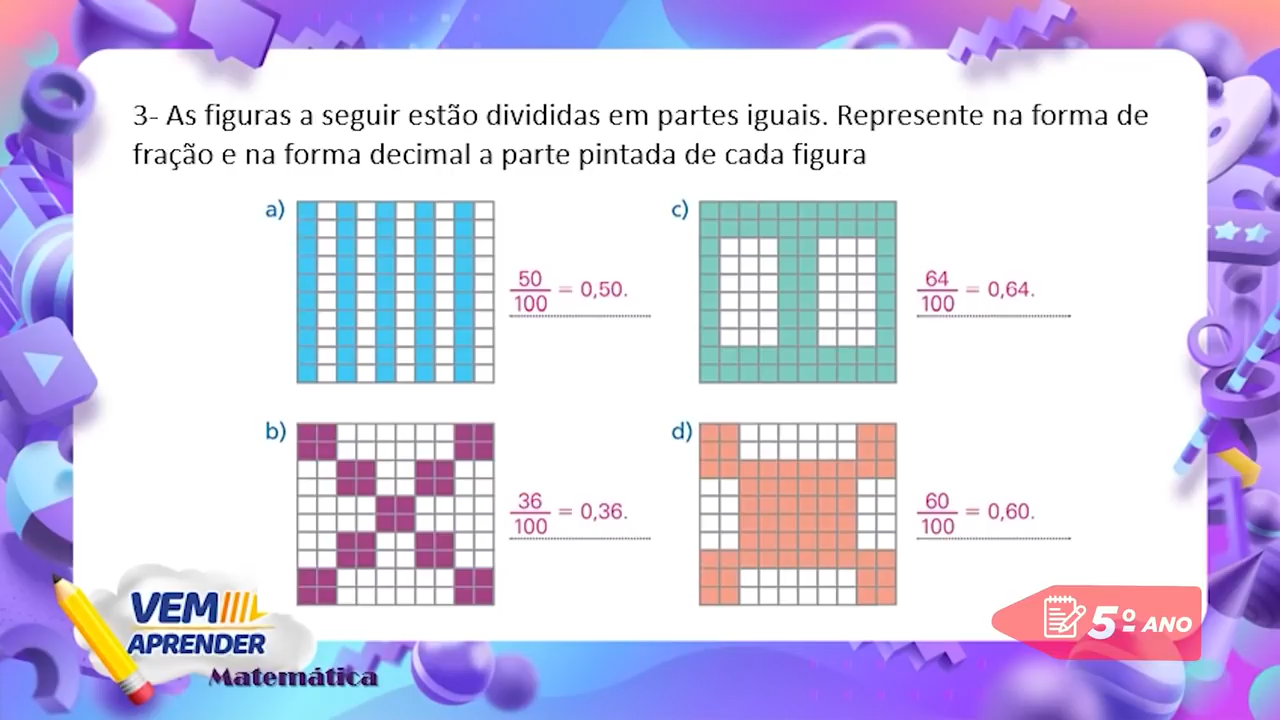 3- As figuras a seguir estão divididas em partes iguais. Represente na forma de
fração e na forma decimal a parte pintada de cada figura
a)
50/100 = 0,50.
c)
64/100 = 0,64.
b)
36/100 = 0,36.
d)
60/100 = 0,60.
VEM
APRENDER
Matemática
5º ANO